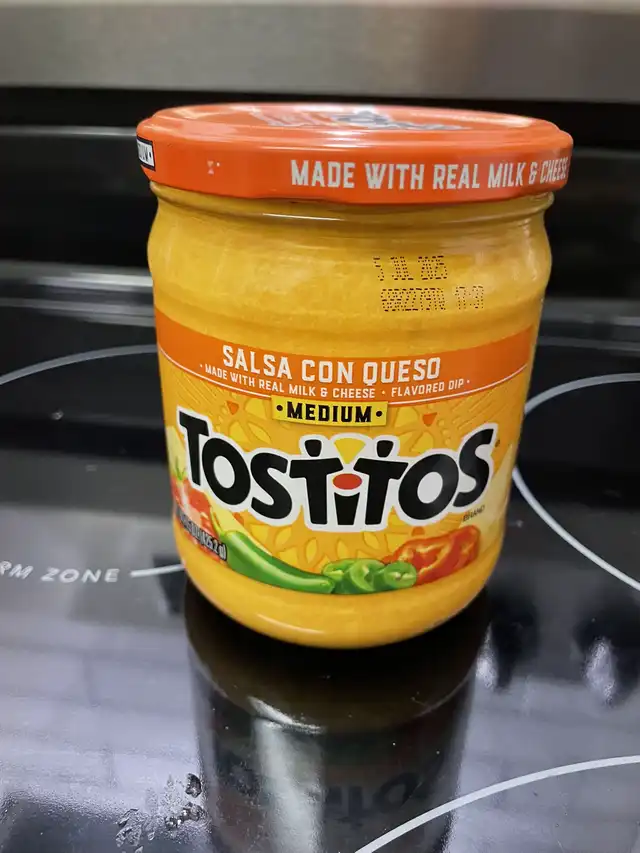 MADE WITH REAL MILK & CHEESE
5 JUL 2025
SALSA CON QUESO
• MADE WITH REAL MILK & CHEESE • FLAVORED DIP •
• MEDIUM •
TOSTITOS
BRAND
ZONE